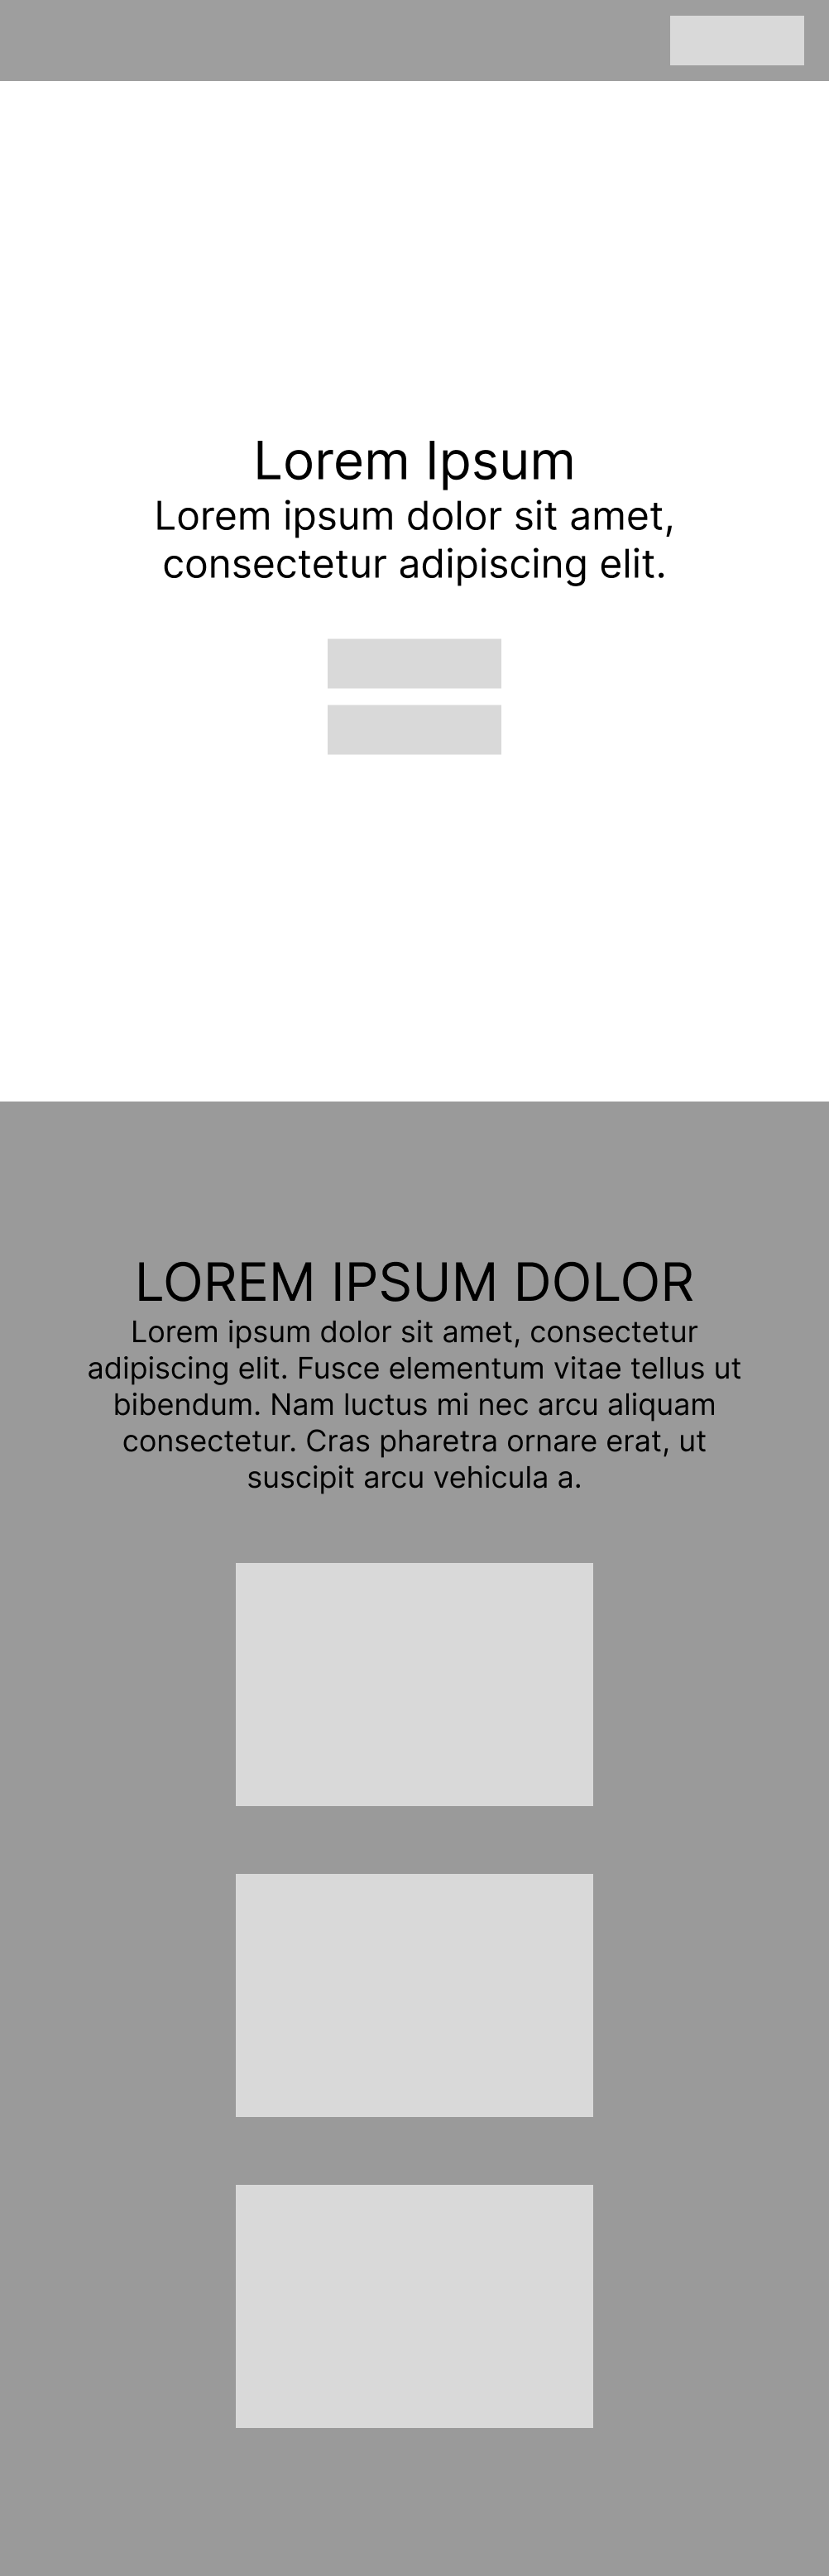 Lorem Ipsum
Lorem ipsum dolor sit amet,
consectetur adipiscing elit.
LOREM IPSUM DOLOR
Lorem ipsum dolor sit amet, consectetur
adipiscing elit. Fusce elementum vitae tellus ut
bibendum. Nam luctus mi nec arcu aliquam
consectetur. Cras pharetra ornare erat, ut
suscipit arcu vehicula a.